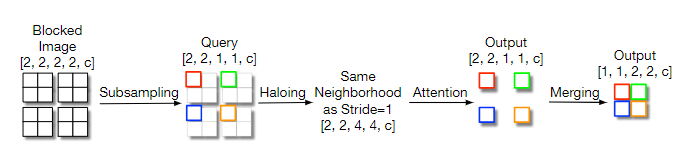 Blocked
Image
[2, 2, 2, 2, c]
Subsampling
Query
[2, 2, 1, 1, c]
Haloing
Same
Neighborhood
as Stride=1
[2, 2, 4, 4, c]
Attention
Output
[2, 2, 1, 1, c]
Merging
Output
[1, 1, 2, 2, c]